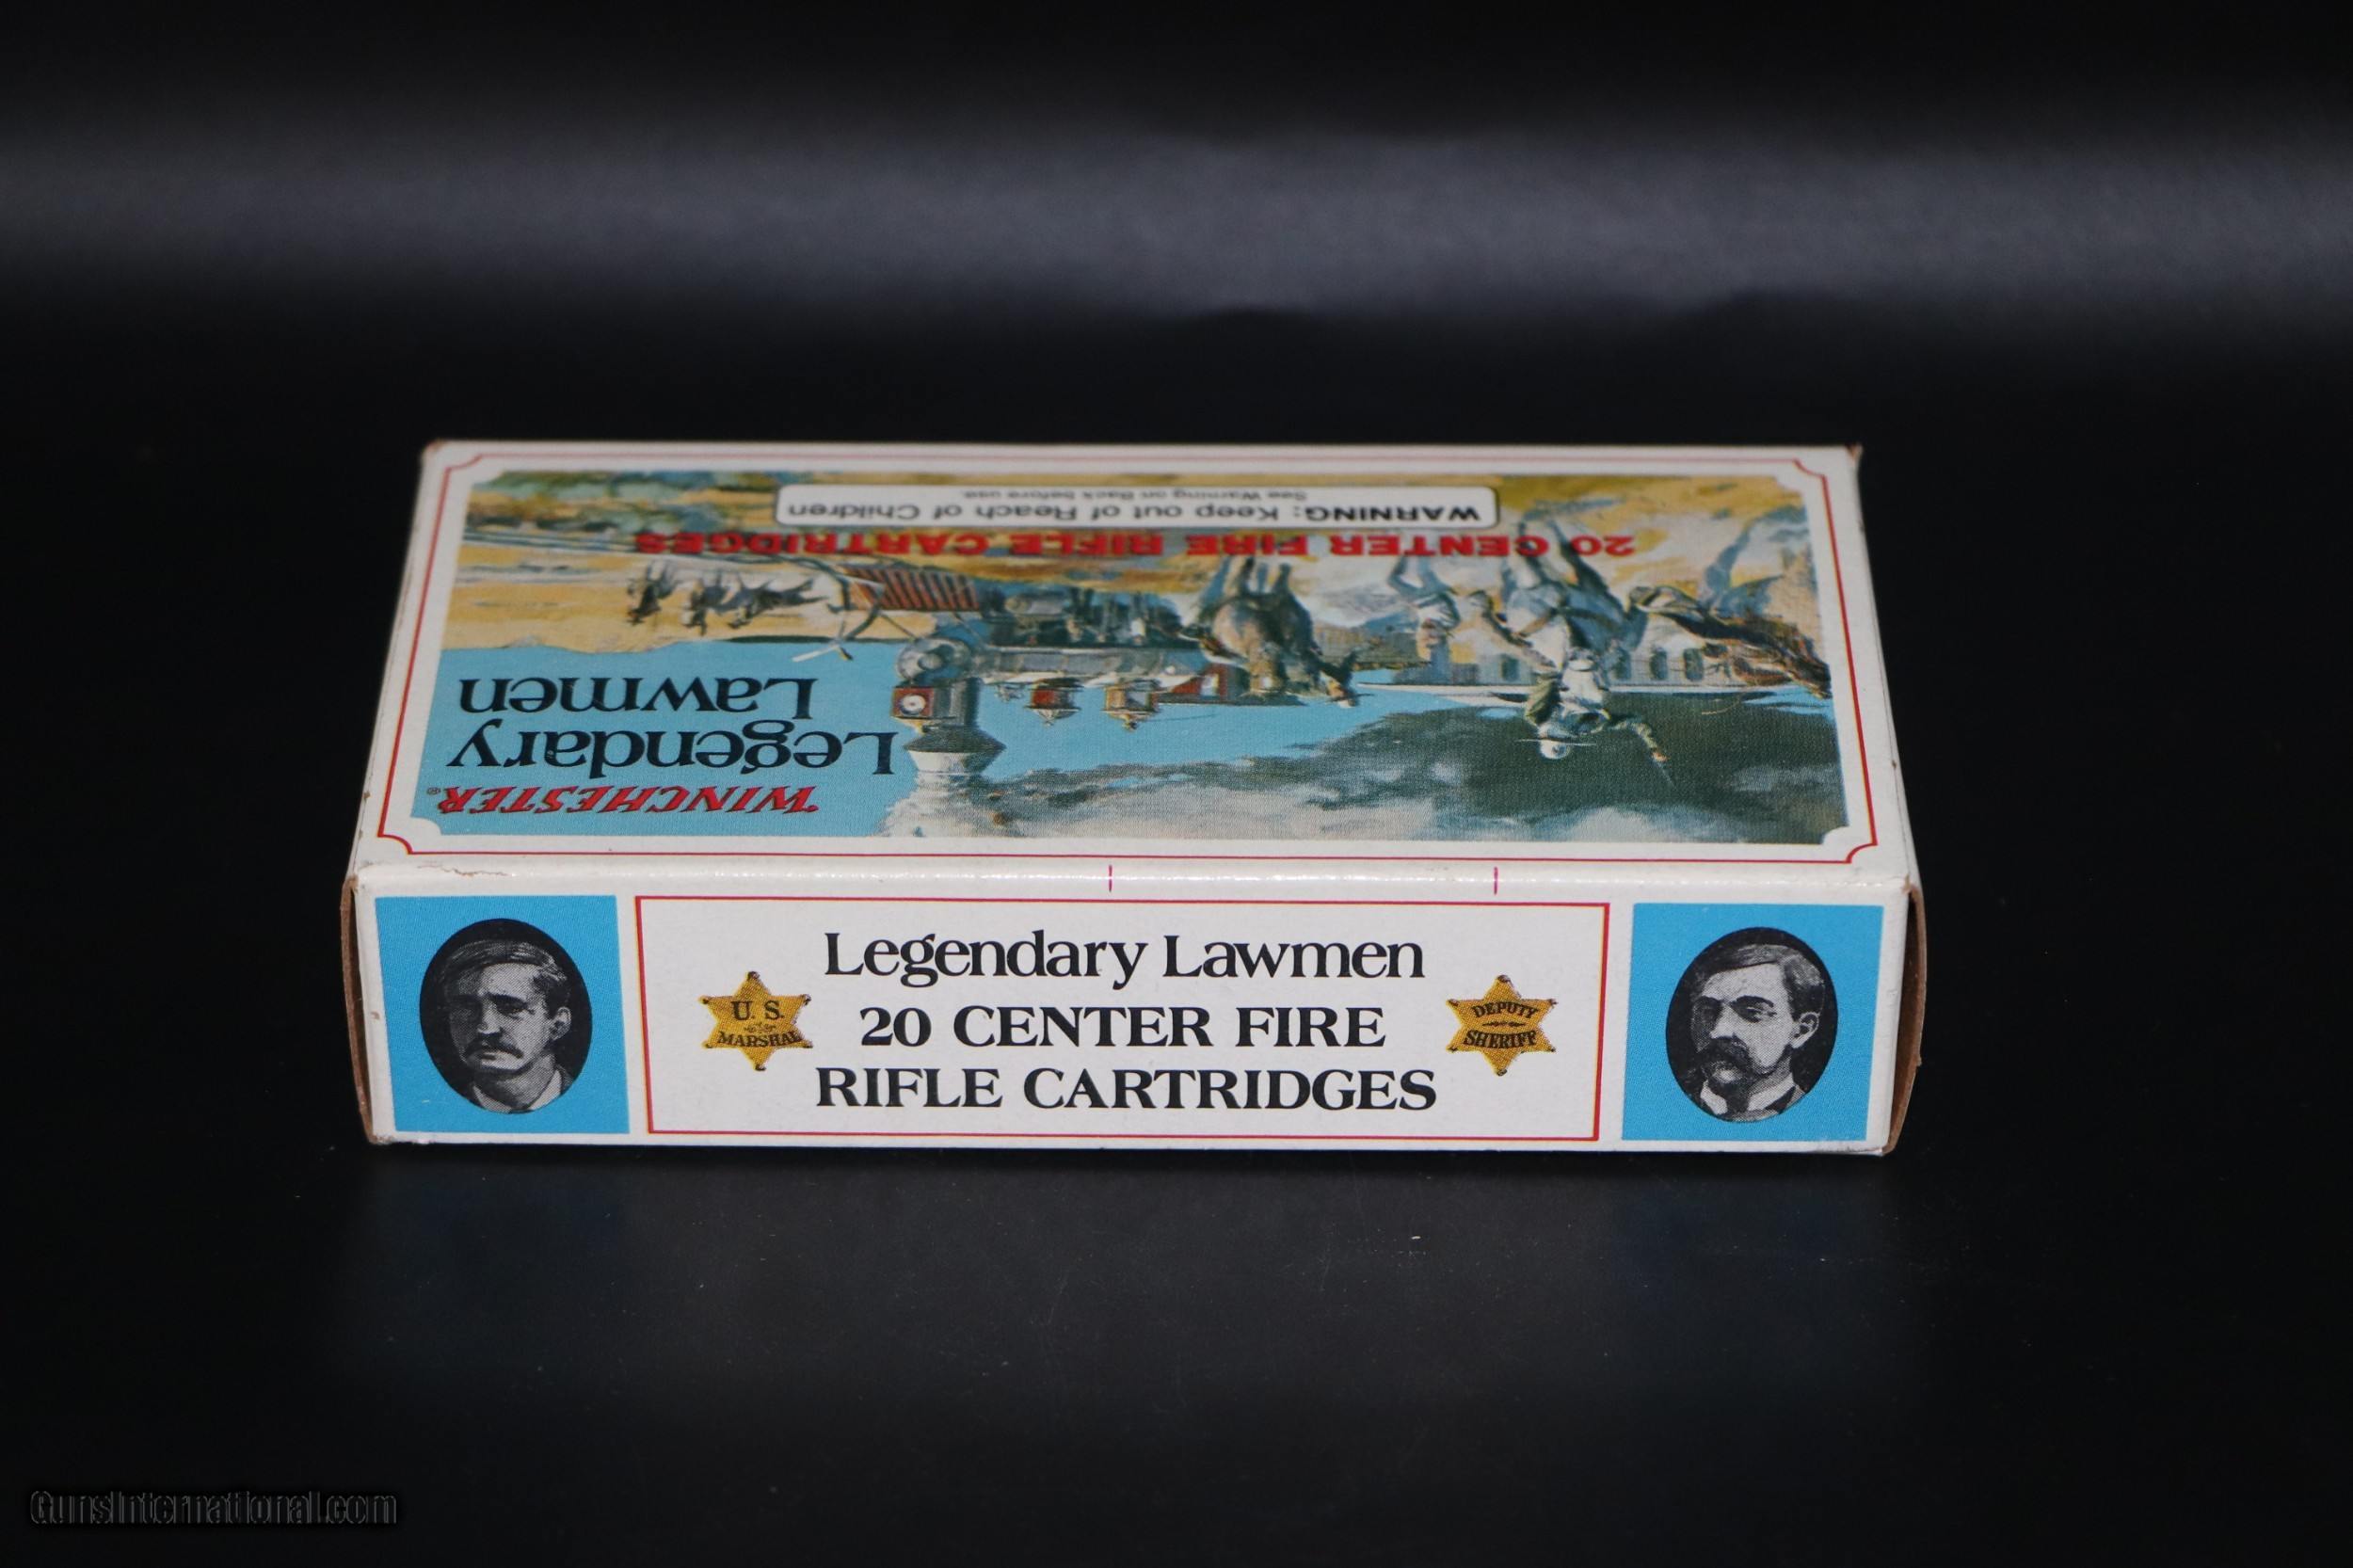 WINCHESTER®
Legendary
Lawmen
20 CENTER FIRE RIFLE CARTRIDGES
WARNING: Keep out of Reach of Children
See Warning on Back before use.
Legendary Lawmen
20 CENTER FIRE
RIFLE CARTRIDGES
U. S.
MARSHAL
DEPUTY
SHERIFF
GunsInternational.com